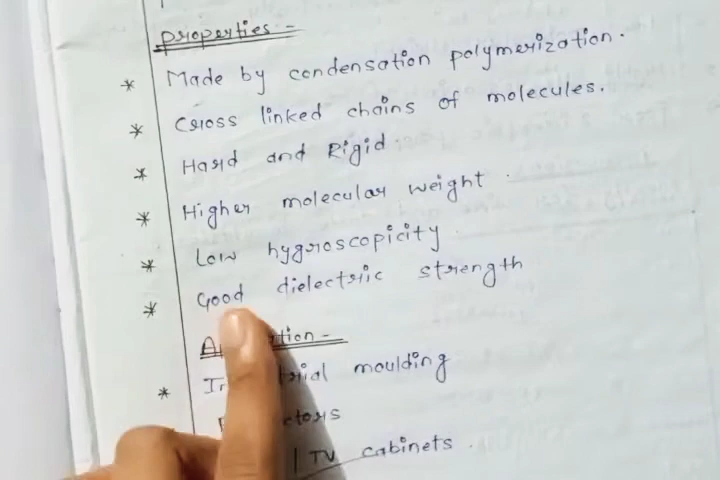 Properties:-
* Made by condensation polymerization.
* Cross linked chains of molecules.
* Hard and Rigid
* Higher molecular weight.
* Low hygroscopicity.
* Good dielectric strength
* moulding
| TV cabinets.